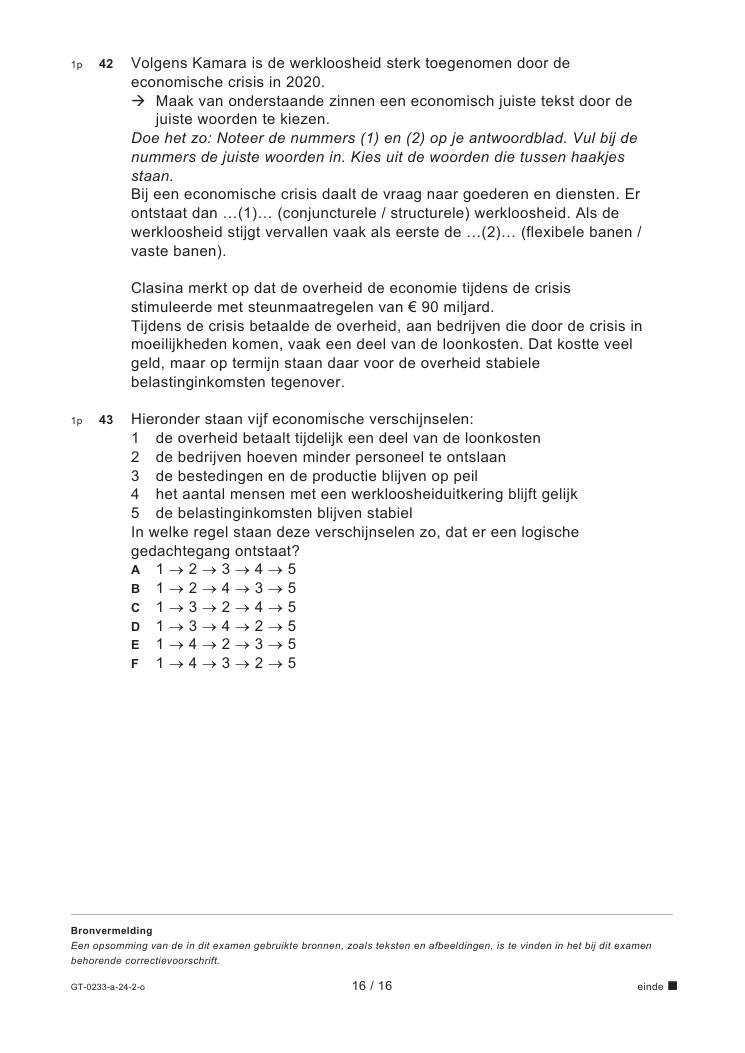 1p 42 Volgens Kamara is de werkloosheid sterk toegenomen door de
economische crisis in 2020.
→ Maak van onderstaande zinnen een economisch juiste tekst door de
juiste woorden te kiezen.
Doe het zo: Noteer de nummers (1) en (2) op je antwoordblad. Vul bij de
nummers de juiste woorden in. Kies uit de woorden die tussen haakjes
staan.
Bij een economische crisis daalt de vraag naar goederen en diensten. Er
ontstaat dan …(1)… (conjuncturele / structurele) werkloosheid. Als de
werkloosheid stijgt vervallen vaak als eerste de …(2)… (flexibele banen /
vaste banen).
Clasina merkt op dat de overheid de economie tijdens de crisis
stimuleerde met steunmaatregelen van € 90 miljard.
Tijdens de crisis betaalde de overheid, aan bedrijven die door de crisis in
moeilijkheden komen, vaak een deel van de loonkosten. Dat kostte veel
geld, maar op termijn staan daar voor de overheid stabiele
belastinginkomsten tegenover.
1p 43 Hieronder staan vijf economische verschijnselen:
1 de overheid betaalt tijdelijk een deel van de loonkosten
2 de bedrijven hoeven minder personeel te ontslaan
3 de bestedingen en de productie blijven op peil
4 het aantal mensen met een werkloosheiduitkering blijft gelijk
5 de belastinginkomsten blijven stabiel
In welke regel staan deze verschijnselen zo, dat er een logische
gedachtegang ontstaat?
A 1 → 2 → 3 → 4 → 5
B 1 → 2 → 4 → 3 → 5
C 1 → 3 → 2 → 4 → 5
D 1 → 3 → 4 → 2 → 5
E 1 → 4 → 2 → 3 → 5
F 1 → 4 → 3 → 2 → 5
Bronvermelding
Een opsomming van de in dit examen gebruikte bronnen, zoals teksten en afbeeldingen, is te vinden in het bij dit examen
behorende correctievoorschrift.
GT-0233-a-24-2-o 16 / 16 einde ■